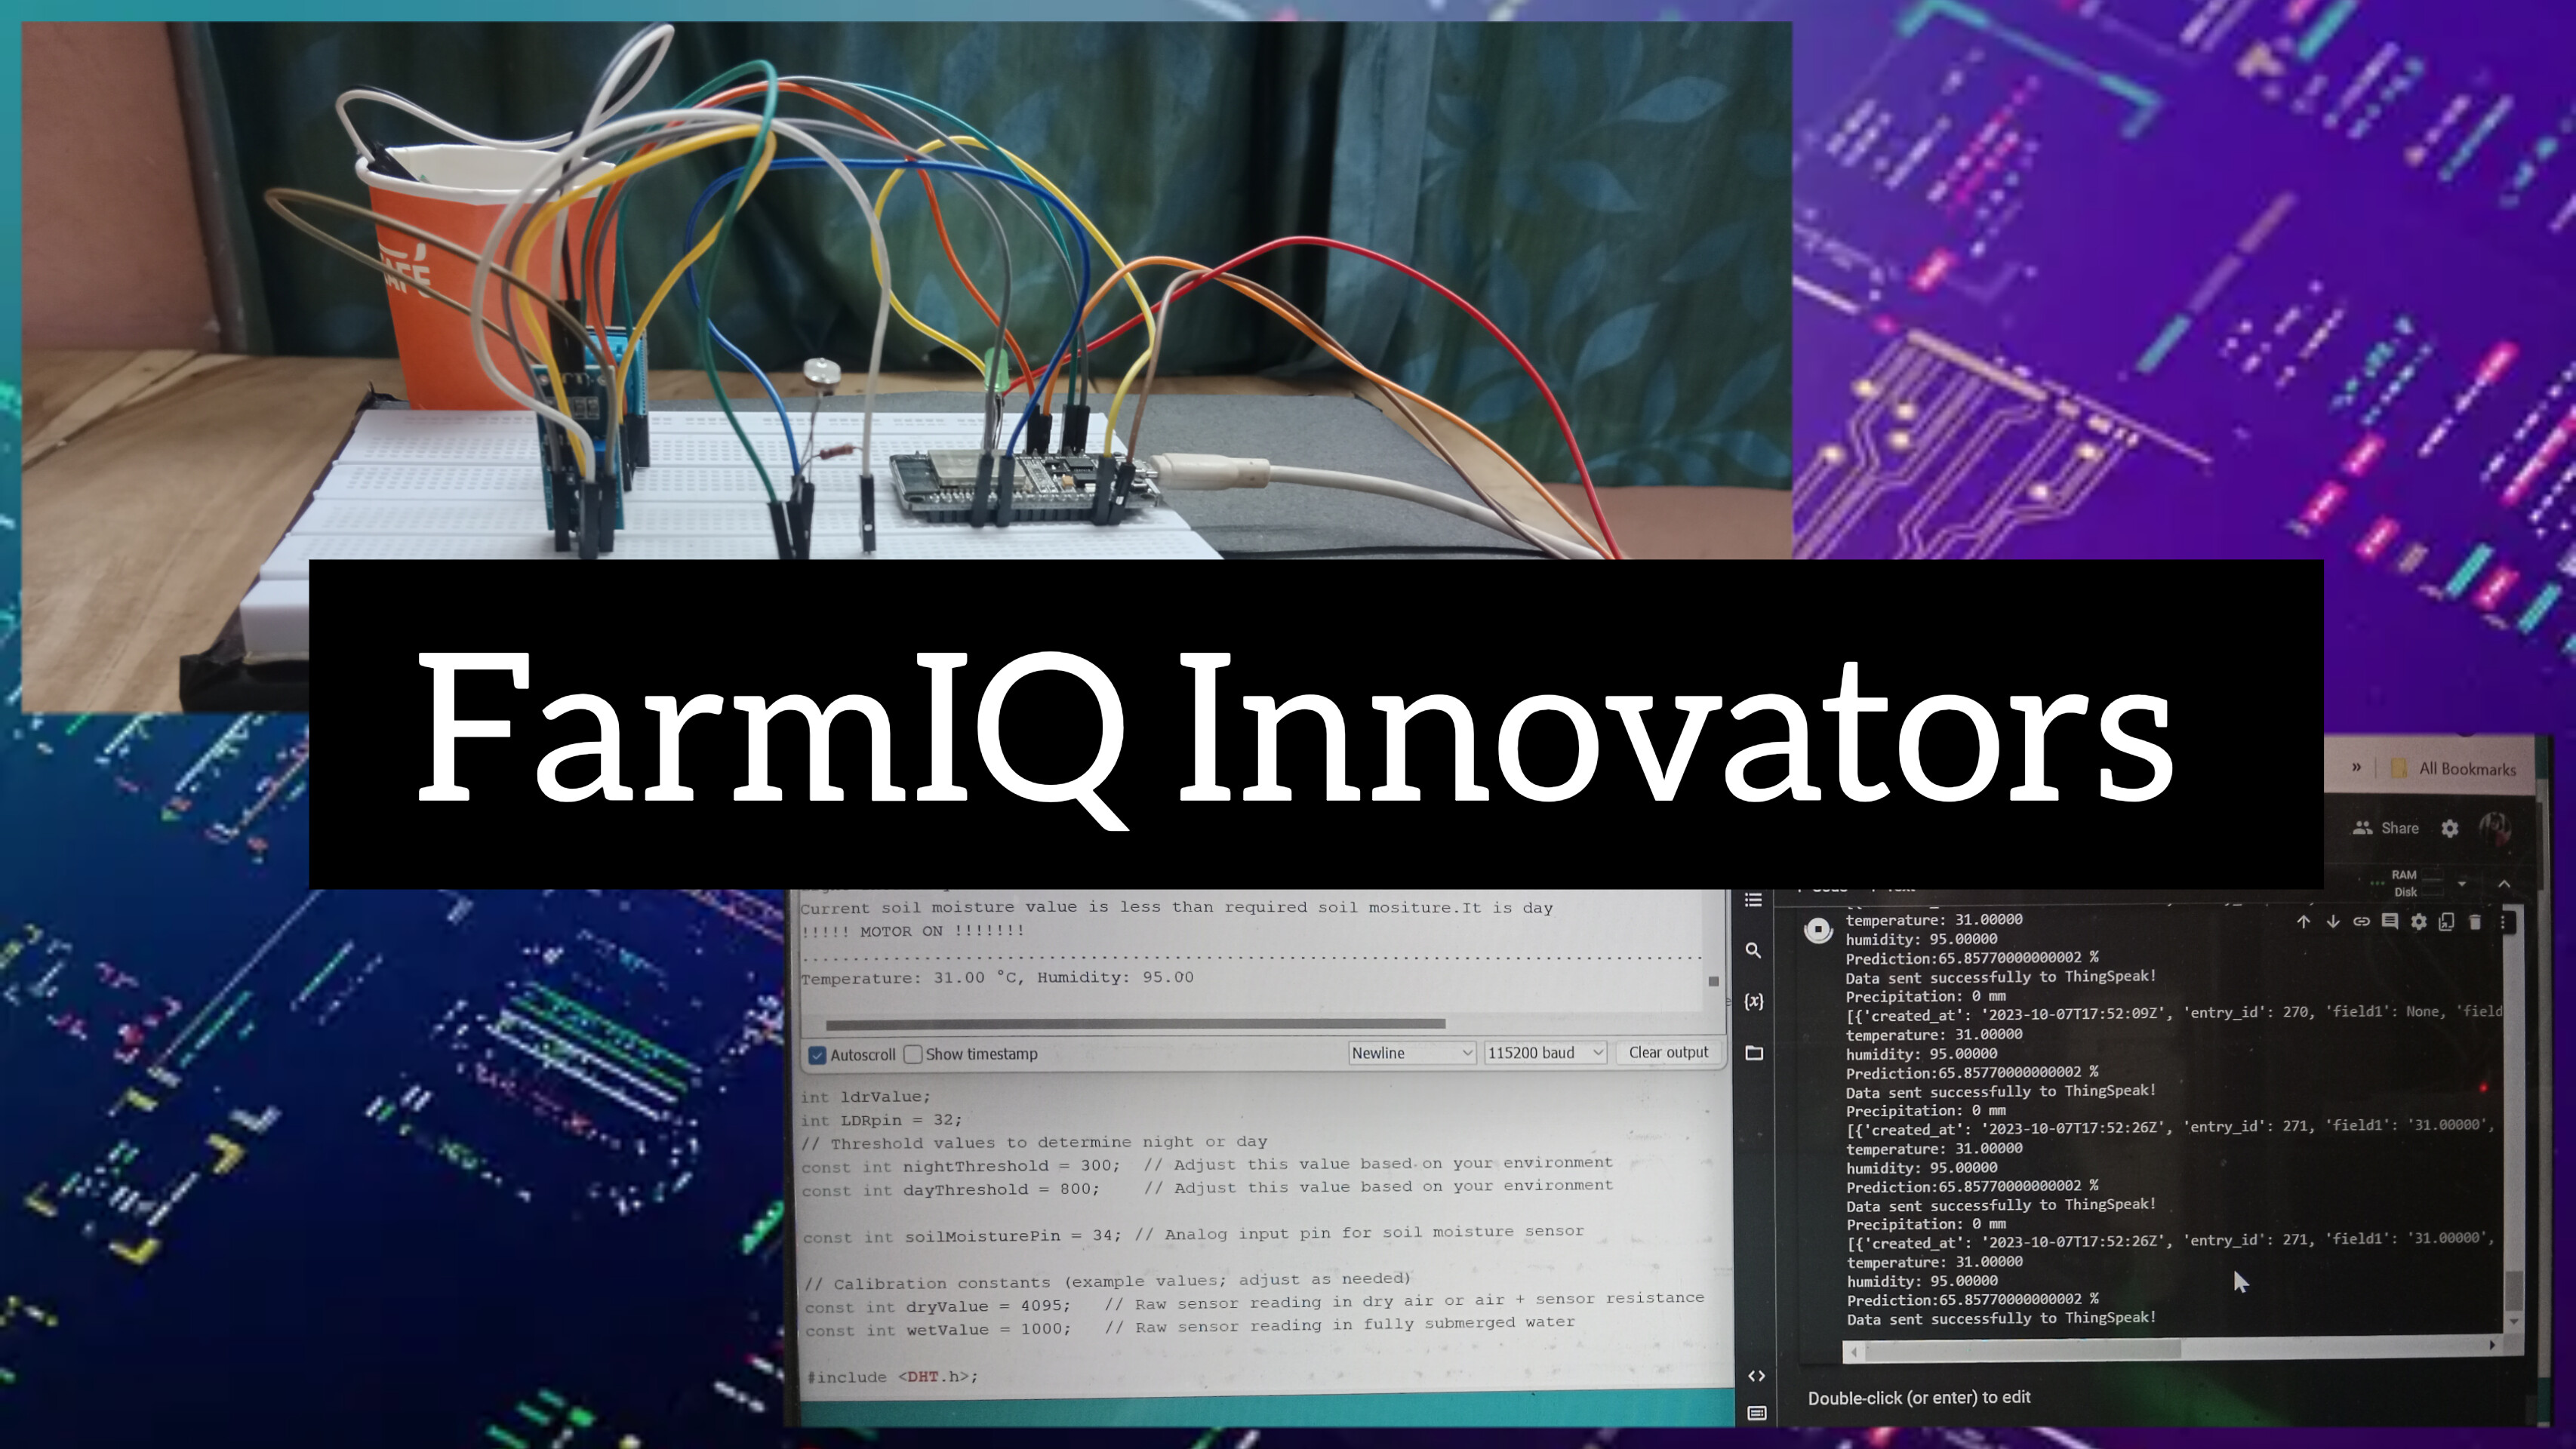 AFE
FarmIQ Innovators
» All Bookmarks
Share
RAM
Disk
Current soil moisture value is less than required soil mositure.It is day
!!!!! MOTOR ON !!!!!!!
Temperature: 31.00 °C, Humidity: 95.00
Autoscroll Show timestamp Newline 115200 baud Clear output
int ldrValue;
int LDRpin = 32;
// Threshold values to determine night or day
const int nightThreshold = 300; // Adjust this value based on your environment
const int dayThreshold = 800; // Adjust this value based on your environment
const int soilMoisturePin = 34; // Analog input pin for soil moisture sensor
// Calibration constants (example values; adjust as needed)
const int dryValue = 4095; // Raw sensor reading in dry air or air + sensor resistance
const int wetValue = 1000; // Raw sensor reading in fully submerged water
#include <DHT.h>;
{x}
temperature: 31.00000
humidity: 95.00000
Prediction:65.85770000000002 %
Data sent successfully to ThingSpeak!
Precipitation: 0 mm
[{'created_at': '2023-10-07T17:52:09Z', 'entry_id': 270, 'field1': None, 'field
temperature: 31.00000
humidity: 95.00000
Prediction:65.85770000000002 %
Data sent successfully to ThingSpeak!
Precipitation: 0 mm
[{'created_at': '2023-10-07T17:52:26Z', 'entry_id': 271, 'field1': '31.00000',
temperature: 31.00000
humidity: 95.00000
Prediction:65.85770000000002 %
Data sent successfully to ThingSpeak!
Precipitation: 0 mm
[{'created_at': '2023-10-07T17:52:26Z', 'entry_id': 271, 'field1': '31.00000',
temperature: 31.00000
humidity: 95.00000
Prediction:65.85770000000002 %
Data sent successfully to ThingSpeak!
Double-click (or enter) to edit